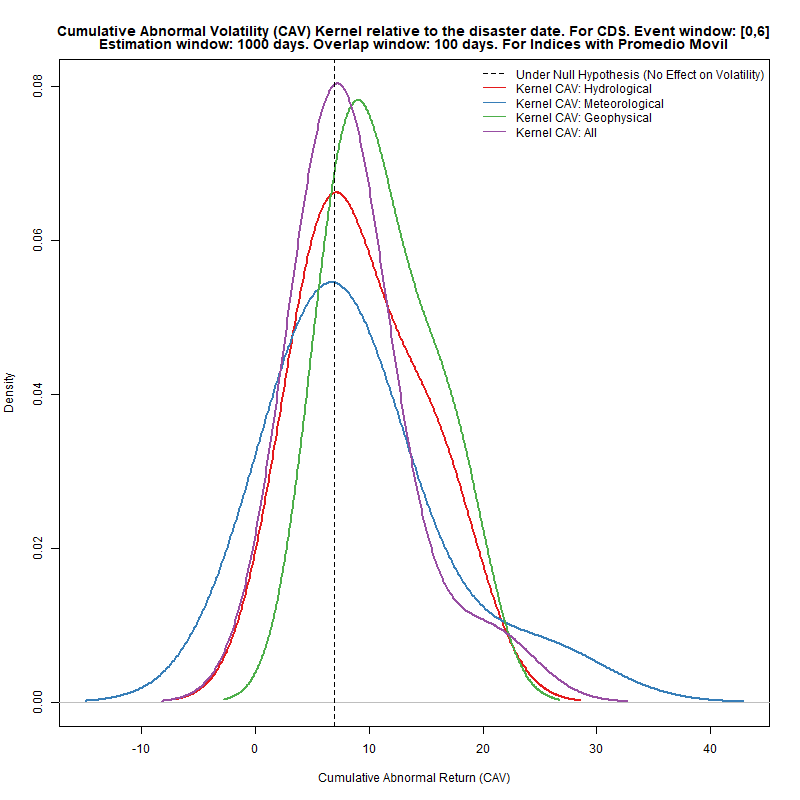 Cumulative Abnormal Volatility (CAV) Kernel relative to the disaster date. For CDS. Event window: [0,6]
Estimation window: 1000 days. Overlap window: 100 days. For Indices with Promedio Movil
Under Null Hypothesis (No Effect on Volatility)
Kernel CAV: Hydrological
Kernel CAV: Meteorological
Kernel CAV: Geophysical
Kernel CAV: All
Density
0.08
0.06
0.04
0.02
0.00
-10 0 10 20 30 40
Cumulative Abnormal Return (CAV)